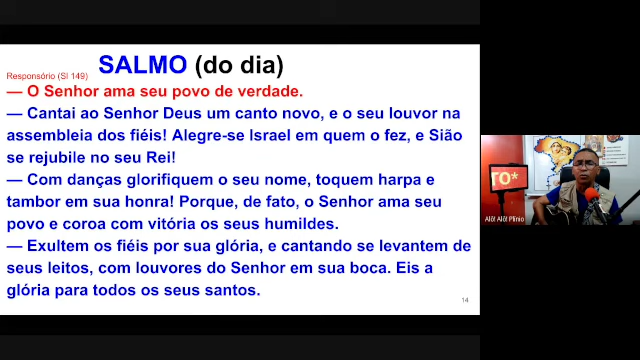 SALMO (do dia)
Responsório (Sl 149)
— O Senhor ama seu povo de verdade.
— Cantai ao Senhor Deus um canto novo, e o seu louvor na
assembleia dos fiéis! Alegre-se Israel em quem o fez, e Sião
se rejubile no seu Rei!
— Com danças glorifiquem o seu nome, toquem harpa e
tambor em sua honra! Porque, de fato, o Senhor ama seu
povo e coroa com vitória os seus humildes.
— Exultem os fiéis por sua glória, e cantando se levantem de
seus leitos, com louvores do Senhor em sua boca. Eis a
glória para todos os seus santos.
14
TO*
Alô! Alô! Plínio